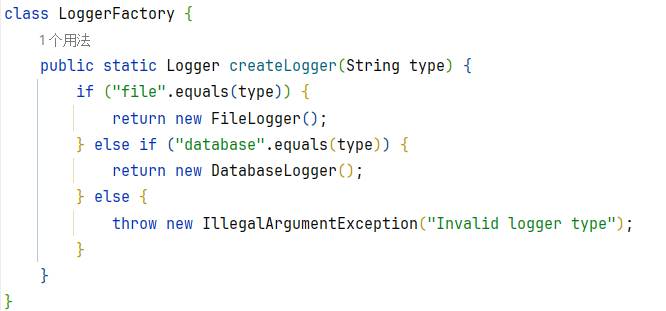 class LoggerFactory {
1 个用法
public static Logger createLogger(String type) {
if ("file".equals(type)) {
return new FileLogger();
} else if ("database".equals(type)) {
return new DatabaseLogger();
} else {
throw new IllegalArgumentException("Invalid logger type");
}
}
}